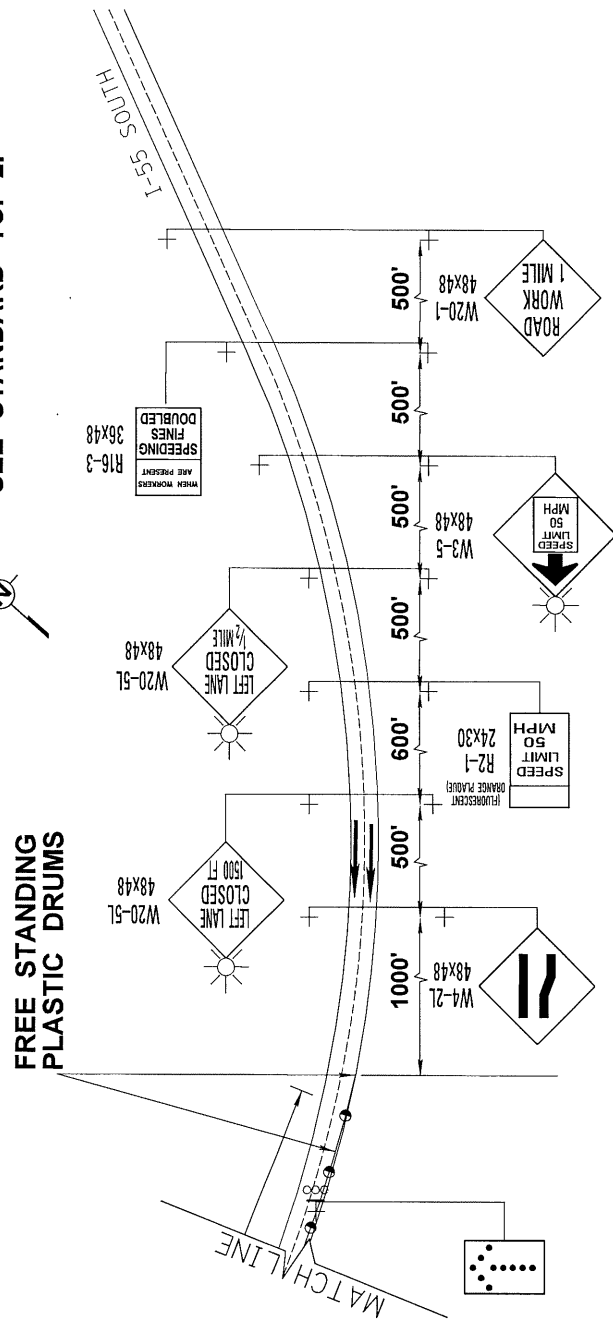 FREE STANDING
PLASTIC DRUMS
I-55 SOUTH
MATCH LINE
LEFT LANE
CLOSED
1500 FT
W20-5L
48x48
LEFT LANE
CLOSED
½ MILE
W20-5L
48x48
WHEN WORKERS
ARE PRESENT
SPEEDING
FINES
DOUBLED
R16-3
36x48
1000'
500'
600'
500'
500'
500'
500'
W4-2L
48x48
(FLUORESCENT
ORANGE PLAQUE)
R2-1
24x30
SPEED
LIMIT
50
MPH
W3-5
48x48
SPEED
LIMIT
50
MPH
W20-1
48x48
ROAD
WORK
1 MILE